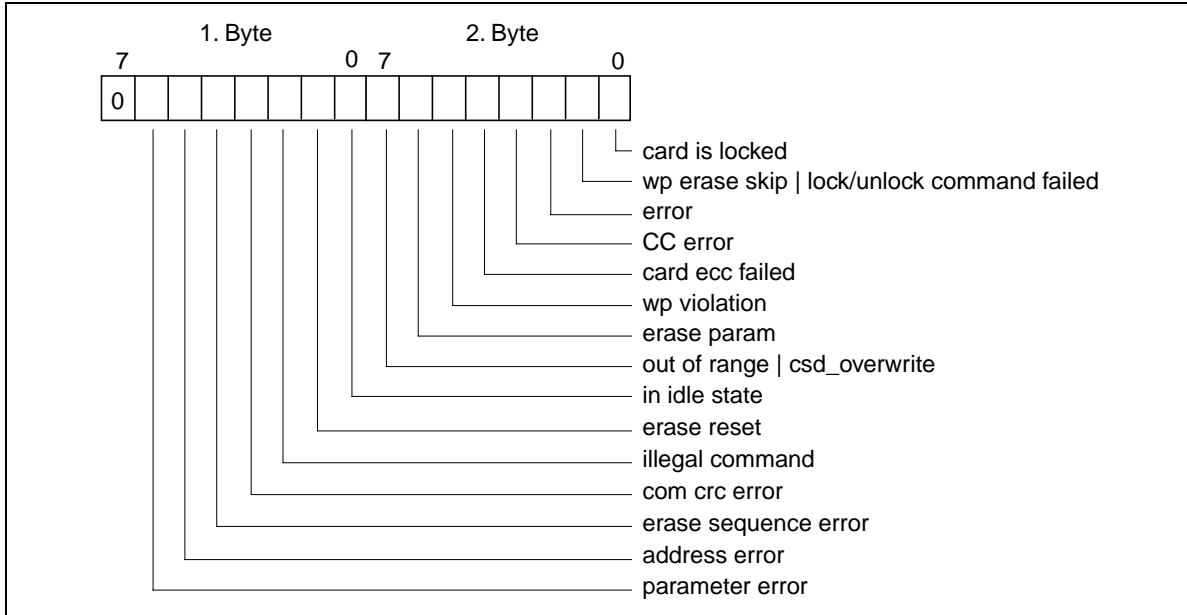 1. Byte 2. Byte
7 0 7 0
0
card is locked
wp erase skip | lock/unlock command failed
error
CC error
card ecc failed
wp violation
erase param
out of range | csd_overwrite
in idle state
erase reset
illegal command
com crc error
erase sequence error
address error
parameter error